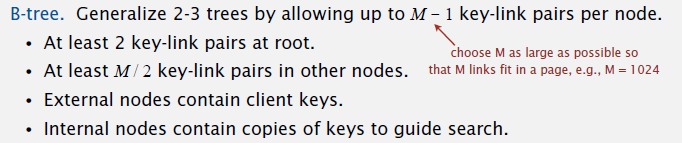 B-tree. Generalize 2-3 trees by allowing up to M – 1 key-link pairs per node.
• At least 2 key-link pairs at root.
• At least M / 2 key-link pairs in other nodes.
• External nodes contain client keys.
• Internal nodes contain copies of keys to guide search.
choose M as large as possible so
that M links fit in a page, e.g., M = 1024